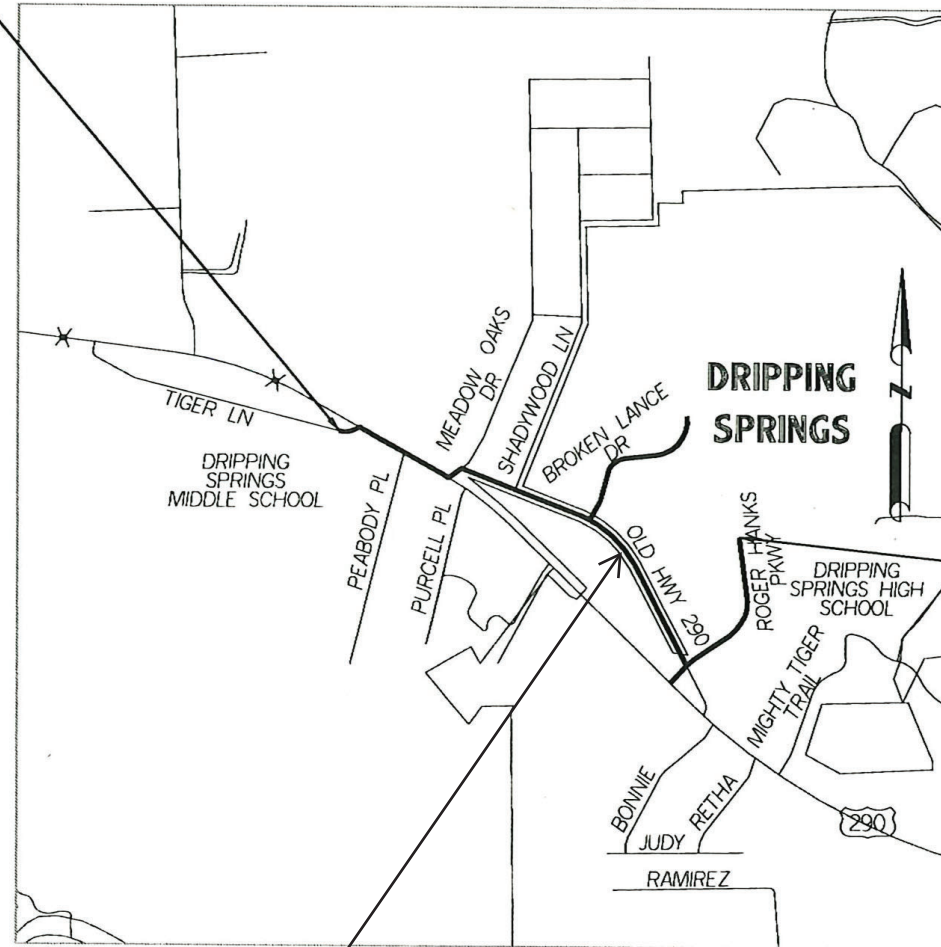 MEADOW OAKS
DR
SHADYWOOD LN
BROKEN LANCE
DR
DRIPPING
SPRINGS
N
TIGER LN
DRIPPING
SPRINGS
MIDDLE SCHOOL
PEABODY PL
PURCELL PL
OLD HWY 290
ROGER HANKS
PKWY
DRIPPING
SPRINGS HIGH
SCHOOL
MIGHTY TIGER
TRAIL
BONNIE
RETHA
JUDY
290
RAMIREZ